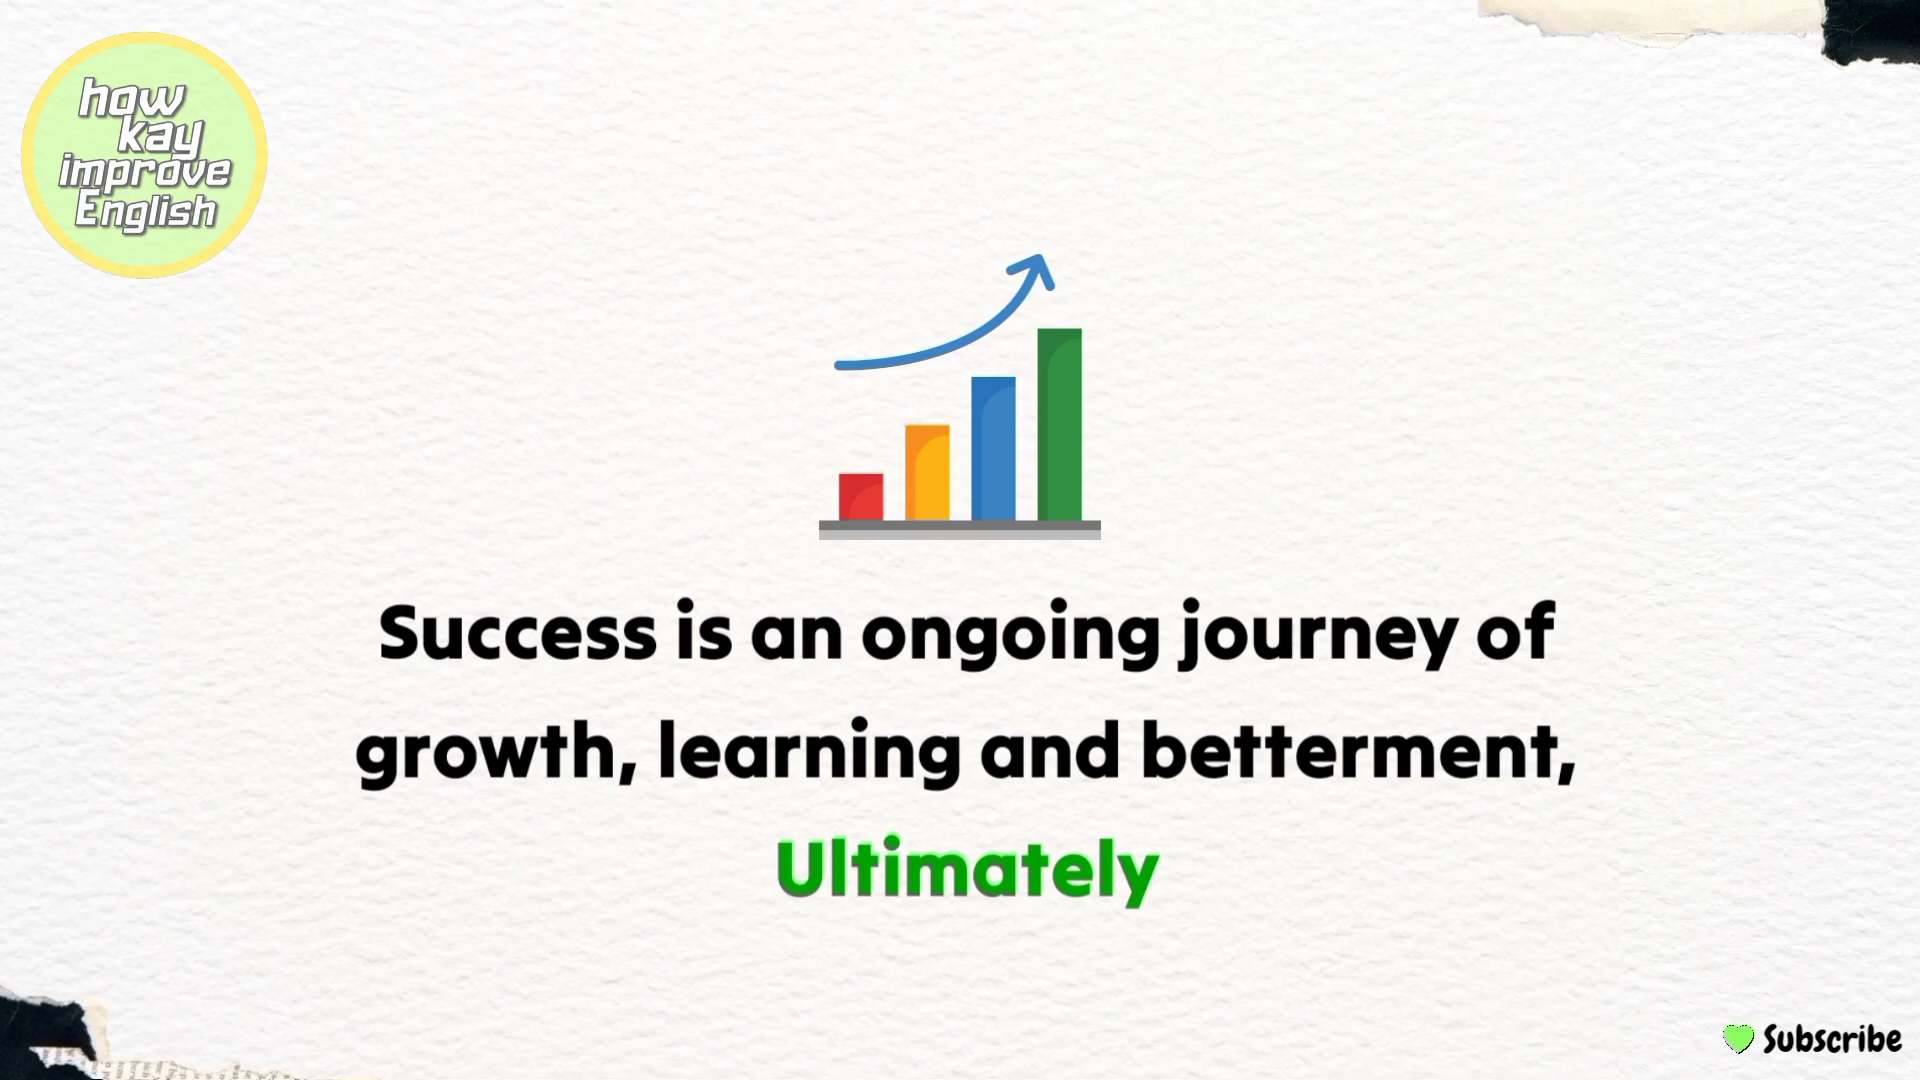 how
kay
improve
English
Success is an ongoing journey of
growth, learning and betterment,
Ultimately
Subscribe